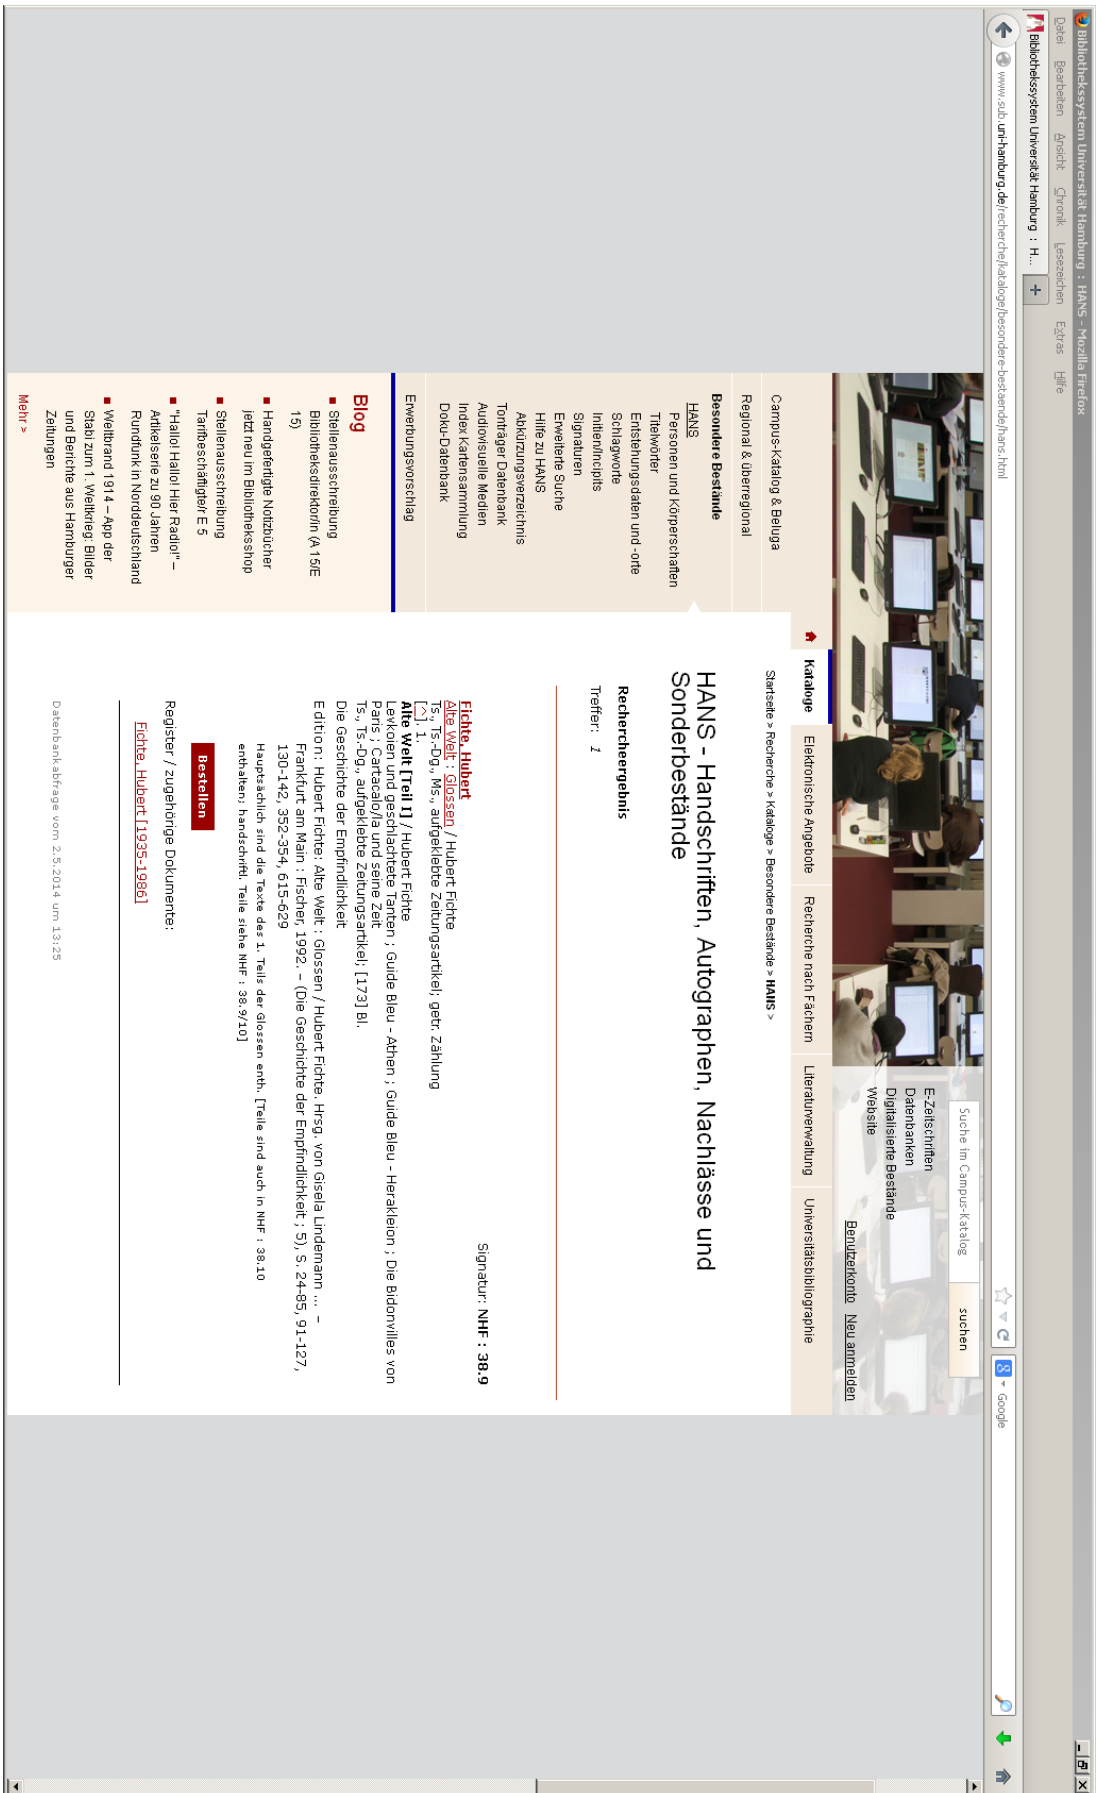 Bibliothekssystem Universität Hamburg : HANS - Mozilla Firefox
Datei Bearbeiten Ansicht Chronik Lesezeichen Extras Hilfe
Bibliothekssystem Universität Hamburg : H...
www.sub.uni-hamburg.de/recherche/kataloge/besondere-bestaende/hans.html
Google
Suche im Campus-Katalog
suchen
E-Zeitschriften
Datenbanken
Digitalisierte Bestände
Website
Benutzerkonto Neu anmelden
Kataloge
Elektronische Angebote
Recherche nach Fächern
Literaturverwaltung
Universitätsbibliographie
Campus-Katalog & Beluga
Regional & überregional
Besondere Bestände
HANS
Personen und Körperschaften
Titelwörter
Entstehungsdaten und -orte
Schlagworte
Initien/Incipits
Signaturen
Erweiterte Suche
Hilfe zu HANS
Abkürzungsverzeichnis
Tonträger Datenbank
Audiovisuelle Medien
Index Kartensammlung
Doku-Datenbank
Erwerbungsvorschlag
Blog
Stellenausschreibung
Bibliotheksdirektor/in (A 15/E
15)
Handgefertigte Notizbücher
jetzt neu im Bibliotheksshop
Stellenausschreibung
Tarifbeschäftigte/r E 5
"Hallo! Hallo! Hier Radio!" –
Artikelserie zu 90 Jahren
Rundfunk in Norddeutschland
Weltbrand 1914 – App der
Stabi zum 1. Weltkrieg: Bilder
und Berichte aus Hamburger
Zeitungen
Mehr >
Startseite > Recherche > Kataloge > Besondere Bestände > HANS >
HANS - Handschriften, Autographen, Nachlässe und
Sonderbestände
Rechercheergebnis
Treffer: 1
Signatur: NHF : 38.9
Fichte, Hubert
Alte Welt : Glossen / Hubert Fichte
Ts., Ts.-Dg., Ms., aufgeklebte Zeitungsartikel; getr. Zählung
[^]. 1.
Alte Welt [Teil I] / Hubert Fichte
Levkoien und geschlachtete Tanten ; Guide Bleu - Athen ; Guide Bleu - Herakleion ; Die Bidonvilles von
Paris ; Cartacalo/la und seine Zeit
Ts., Ts.-Dg., aufgeklebte Zeitungsartikel; [173] Bl.
Die Geschichte der Empfindlichkeit
Edition: Hubert Fichte: Alte Welt : Glossen / Hubert Fichte. Hrsg. von Gisela Lindemann ... –
Frankfurt am Main : Fischer, 1992. – (Die Geschichte der Empfindlichkeit ; 5), S. 24-85, 91-127,
130-142, 352-354, 615-629
Hauptsächlich sind die Texte des 1. Teils der Glossen enth. [Teile sind auch in NHF : 38.10
enthalten; handschriftl. Teile siehe NHF : 38.9/10]
Bestellen
Register / zugehörige Dokumente:
Fichte, Hubert [1935-1986]
Datenbankabfrage vom 2.5.2014 um 13:25